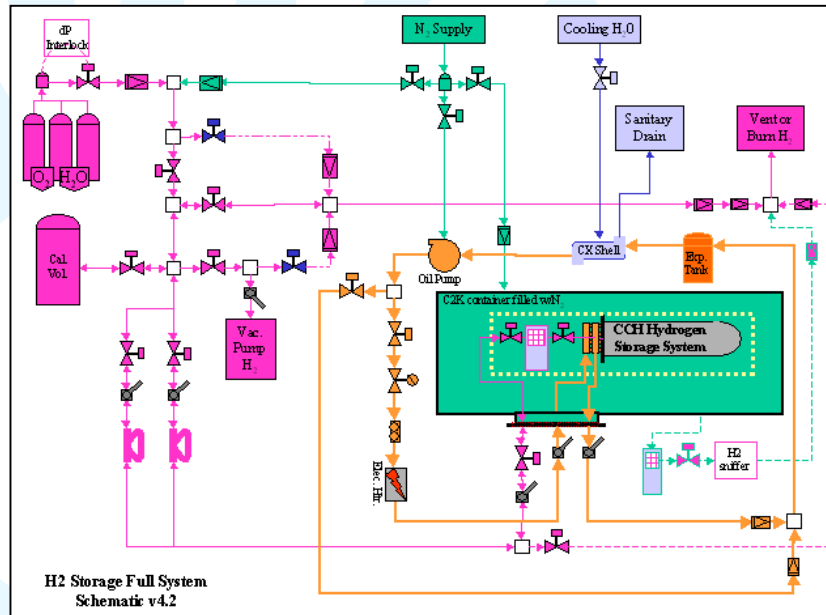 dP
Interlock
N2 Supply
Cooling H2O
Sanitary
Drain
Vent or
Burn H2
O2
H2O
Cal
Vol.
Oil Pump
CX Shell
Exp.
Tank
Vac.
Pump
H2
C2K container filled w/N2
CCH Hydrogen
Storage System
Elec. Htr.
H2
sniffer
H2 Storage Full System
Schematic v4.2